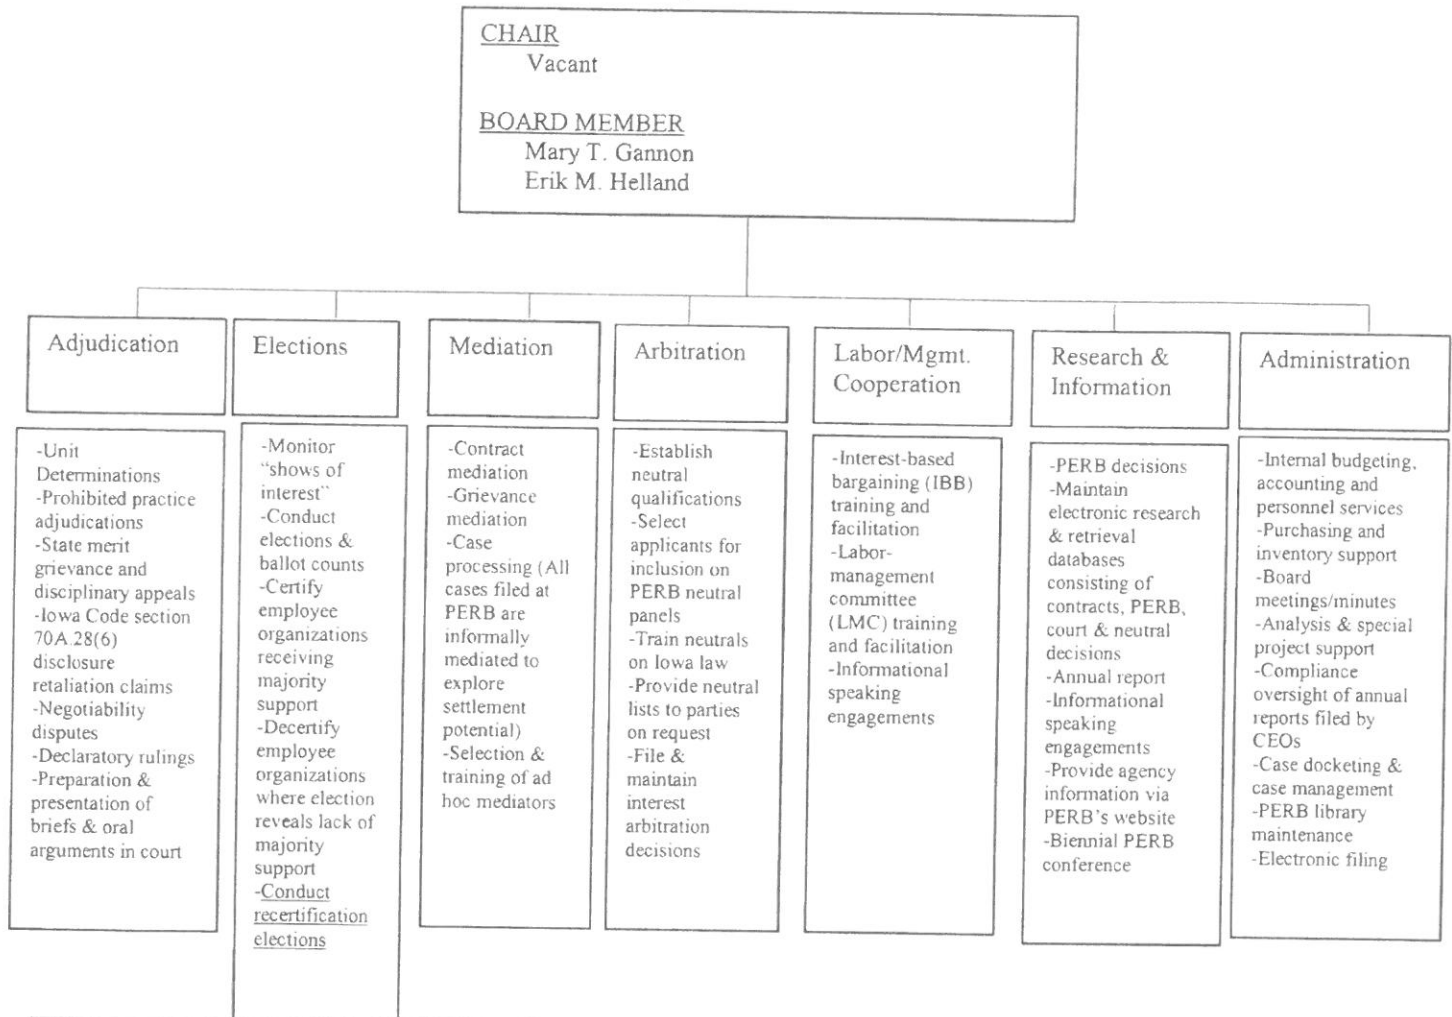 CHAIR
Vacant
BOARD MEMBER
Mary T. Gannon
Erik M. Helland
Adjudication
-Unit
Determinations
-Prohibited practice
adjudications
-State merit
grievance and
disciplinary appeals
-Iowa Code section
70A.28(6)
disclosure
retaliation claims
-Negotiability
disputes
-Declaratory rulings
-Preparation &
presentation of
briefs & oral
arguments in court
Elections
-Monitor
“shows of
interest”
-Conduct
elections &
ballot counts
-Certify
employee
organizations
receiving
majority
support
-Decertify
employee
organizations
where election
reveals lack of
majority
support
-Conduct
recertification
elections
Mediation
-Contract
mediation
-Grievance
mediation
-Case
processing (All
cases filed at
PERB are
informally
mediated to
explore
settlement
potential)
-Selection &
training of ad
hoc mediators
Arbitration
-Establish
neutral
qualifications
-Select
applicants for
inclusion on
PERB neutral
panels
-Train neutrals
on Iowa law
-Provide neutral
lists to parties
on request
-File &
maintain
interest
arbitration
decisions
Labor/Mgmt.
Cooperation
-Interest-based
bargaining (IBB)
training and
facilitation
-Labor-
management
committee
(LMC) training
and facilitation
-Informational
speaking
engagements
Research &
Information
-PERB decisions
-Maintain
electronic research
& retrieval
databases
consisting of
contracts, PERB,
court & neutral
decisions
-Annual report
-Informational
speaking
engagements
-Provide agency
information via
PERB’s website
-Biennial PERB
conference
Administration
-Internal budgeting,
accounting and
personnel services
-Purchasing and
inventory support
-Board
meetings/minutes
-Analysis & special
project support
-Compliance
oversight of annual
reports filed by
CEOs
-Case docketing &
case management
-PERB library
maintenance
-Electronic filing